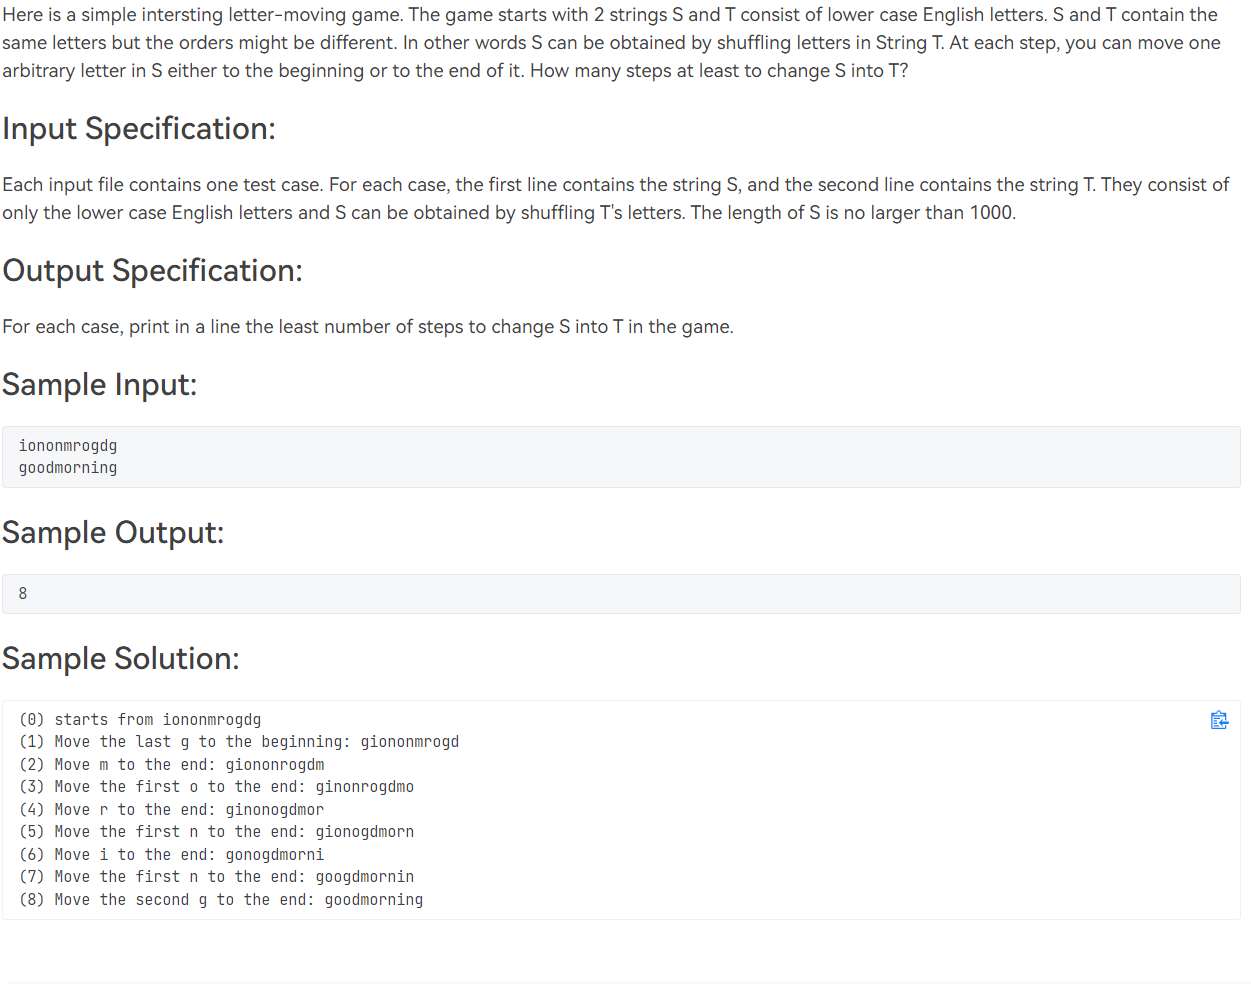 Here is a simple intersting letter-moving game. The game starts with 2 strings S and T consist of lower case English letters. S and T contain the
same letters but the orders might be different. In other words S can be obtained by shuffling letters in String T. At each step, you can move one
arbitrary letter in S either to the beginning or to the end of it. How many steps at least to change S into T?
Input Specification:
Each input file contains one test case. For each case, the first line contains the string S, and the second line contains the string T. They consist of
only the lower case English letters and S can be obtained by shuffling T's letters. The length of S is no larger than 1000.
Output Specification:
For each case, print in a line the least number of steps to change S into T in the game.
Sample Input:
iononmrogdg
goodmorning
Sample Output:
8
Sample Solution:
(0) starts from iononmrogdg
(1) Move the last g to the beginning: giononmrogd
(2) Move m to the end: giononrogdm
(3) Move the first o to the end: ginonrogdmo
(4) Move r to the end: ginonogdmor
(5) Move the first n to the end: gionogdmorn
(6) Move i to the end: gonogdmorni
(7) Move the first n to the end: googdmornin
(8) Move the second g to the end: goodmorning